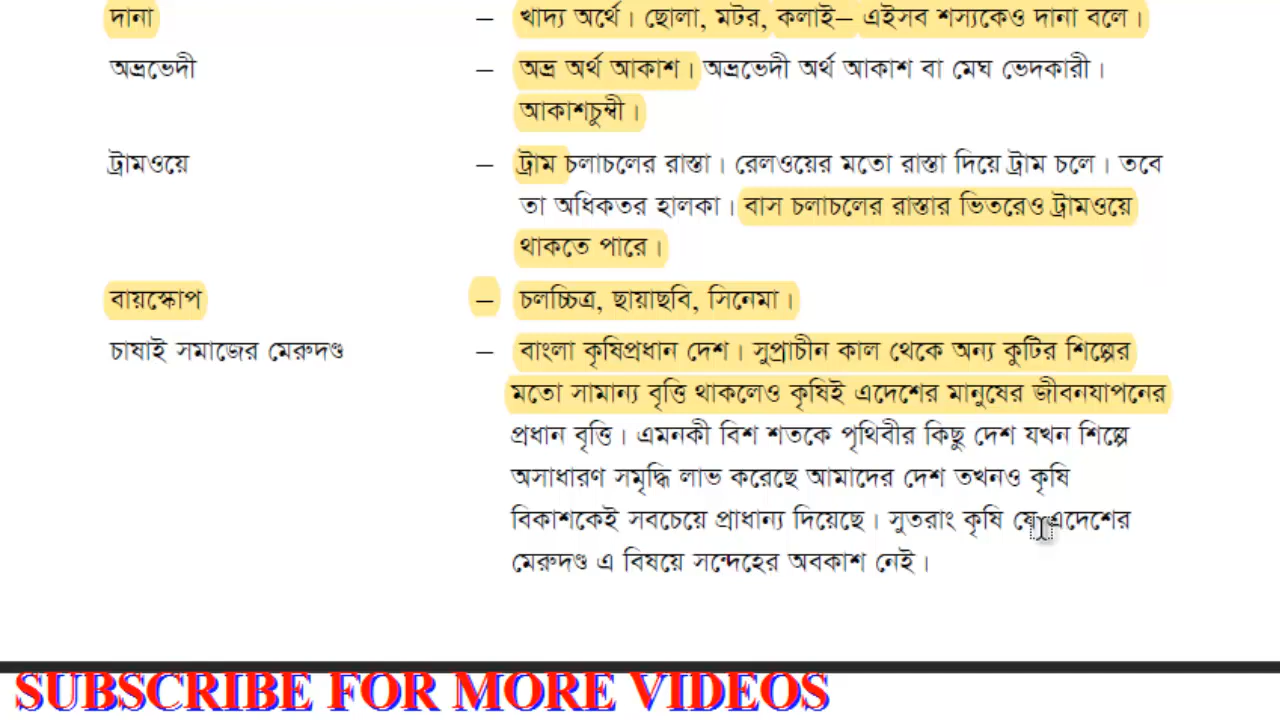 দানা – খাদ্য অর্থে। ছোলা, মটর, কলাই– এইসব শস্যকেও দানা বলে।
অভ্রভেদী – অভ্র অর্থ আকাশ। অভ্রভেদী অর্থ আকাশ বা মেঘ ভেদকারী।
আকাশচুম্বী।
ট্রামওয়ে – ট্রাম চলাচলের রাস্তা। রেলওয়ের মতো রাস্তা দিয়ে ট্রাম চলে। তবে
তা অধিকতর হালকা। বাস চলাচলের রাস্তার ভিতরেও ট্রামওয়ে
থাকতে পারে।
বায়স্কোপ – চলচ্চিত্র, ছায়াছবি, সিনেমা।
চাষাই সমাজের মেরুদণ্ড – বাংলা কৃষিপ্রধান দেশ। সুপ্রাচীন কাল থেকে অন্য কুটির শিল্পের
মতো সামান্য বৃত্তি থাকলেও কৃষিই এদেশের মানুষের জীবনযাপনের
প্রধান বৃত্তি। এমনকী বিশ শতকে পৃথিবীর কিছু দেশ যখন শিল্পে
অসাধারণ সমৃদ্ধি লাভ করেছে আমাদের দেশ তখনও কৃষি
বিকাশকেই সবচেয়ে প্রাধান্য দিয়েছে। সুতরাং কৃষি যে এদেশের
মেরুদণ্ড এ বিষয়ে সন্দেহের অবকাশ নেই।
SUBSCRIBE FOR MORE VIDEOS